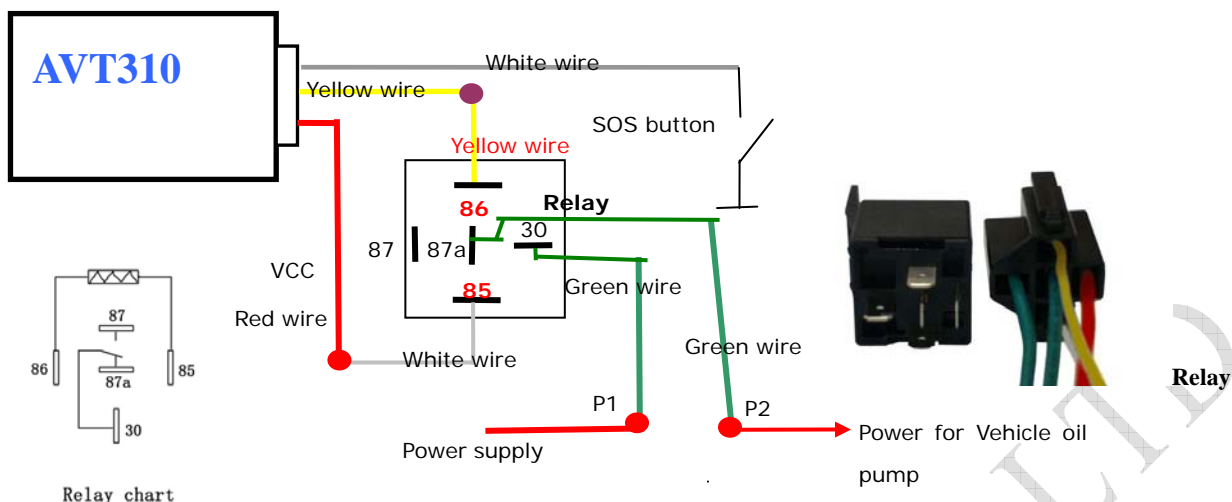 AVT310
White wire
Yellow wire
SOS button
Yellow wire
86
Relay
87
87a
30
VCC
85
Green wire
Red wire
White wire
Green wire
87
86
87a
85
30
Relay
P1
P2
Power supply
Power for Vehicle oil
pump
.
Relay chart
LTD